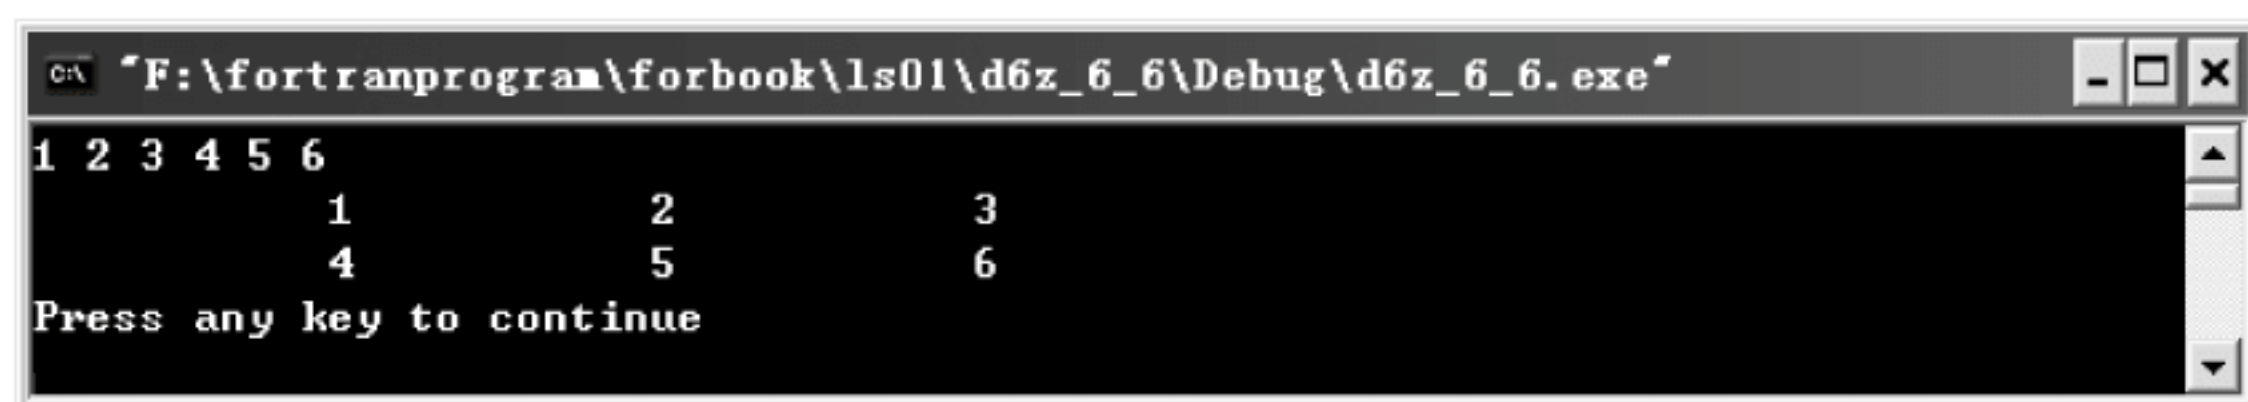 "F:\fortranprogram\forbook\ls01\d6z_6_6\Debug\d6z_6_6.exe"
1 2 3 4 5 6
1 2 3
4 5 6
Press any key to continue